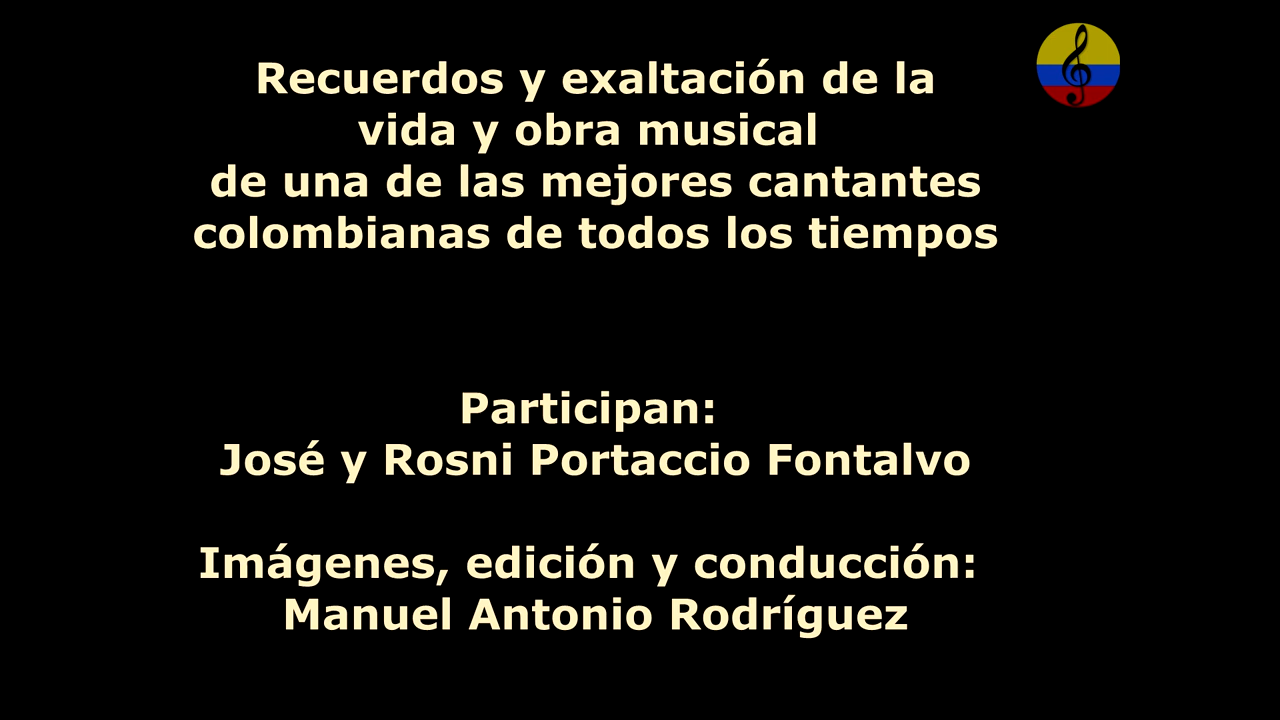 Recuerdos y exaltación de la
vida y obra musical
de una de las mejores cantantes
colombianas de todos los tiempos
Participan:
José y Rosni Portaccio Fontalvo
Imágenes, edición y conducción:
Manuel Antonio Rodríguez